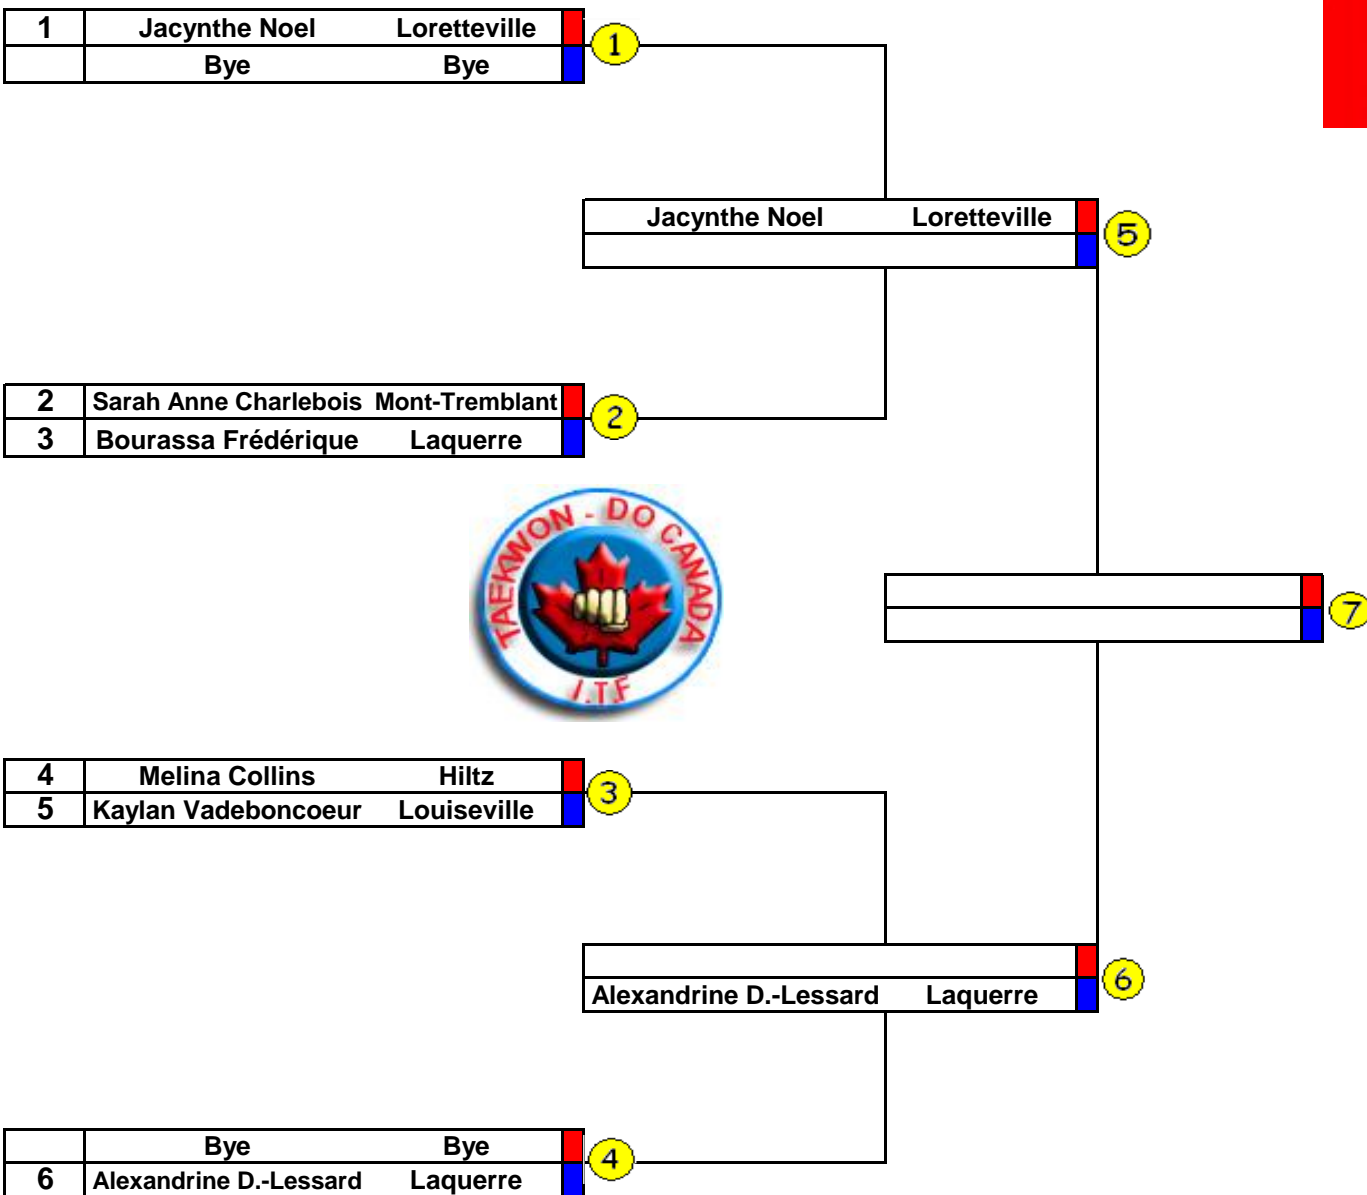 1 Jacynthe Noel Loretteville
1
Bye Bye
Jacynthe Noel Loretteville
5
2 Sarah Anne Charlebois Mont-Tremblant
2
3 Bourassa Frédérique Laquerre
TAEKWON - DO CANADA
I.T.F
7
4 Melina Collins Hiltz
3
5 Kaylan Vadeboncoeur Louiseville
6
Alexandrine D.-Lessard Laquerre
Bye Bye
4
6 Alexandrine D.-Lessard Laquerre